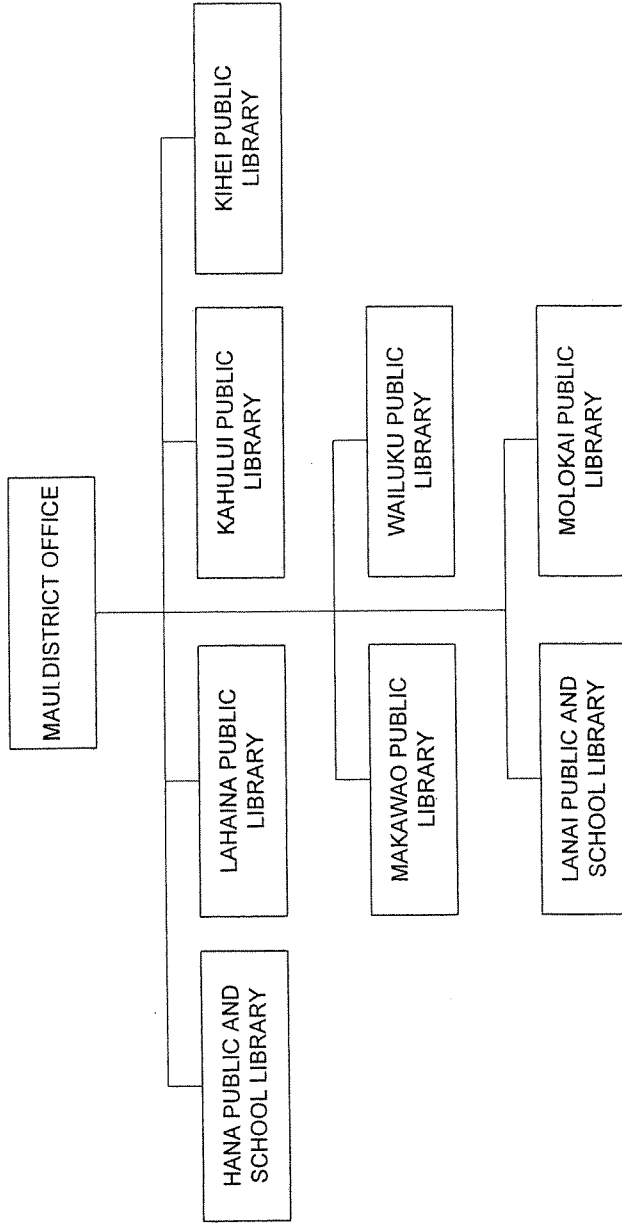 MAUI DISTRICT OFFICE
HANA PUBLIC AND
SCHOOL LIBRARY
LAHAINA PUBLIC
LIBRARY
KAHULUI PUBLIC
LIBRARY
KIHEI PUBLIC
LIBRARY
MAKAWAO PUBLIC
LIBRARY
WAILUKU PUBLIC
LIBRARY
LANAI PUBLIC AND
SCHOOL LIBRARY
MOLOKAI PUBLIC
LIBRARY